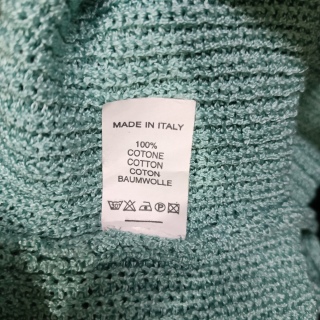 MADE IN ITALY
100%
COTONE
COTTON
COTON
BAUMWOLLE